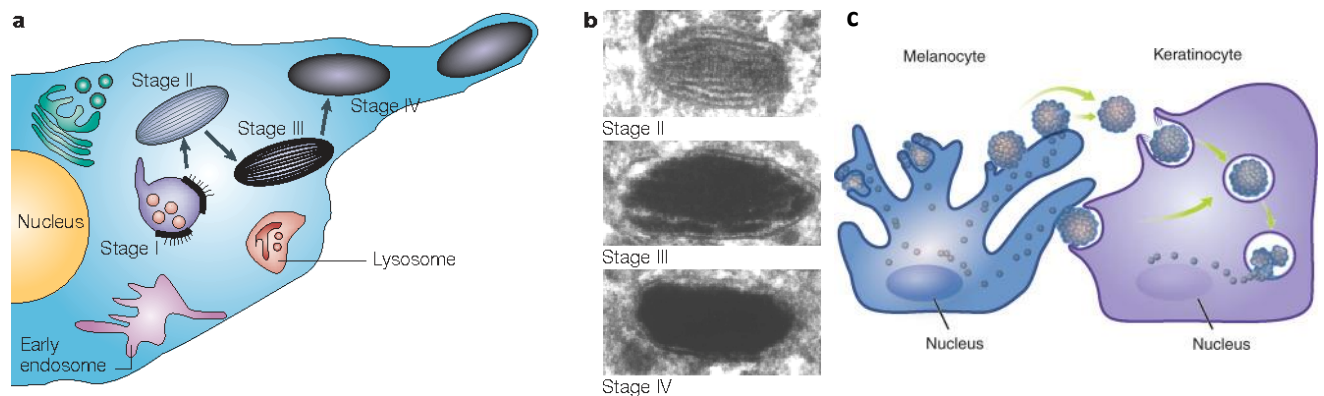 a
Stage II
Stage IV
Stage III
Nucleus
Stage I
Lysosome
Early
endosome
b
Stage II
Stage III
Stage IV
c
Melanocyte
Keratinocyte
Nucleus
Nucleus